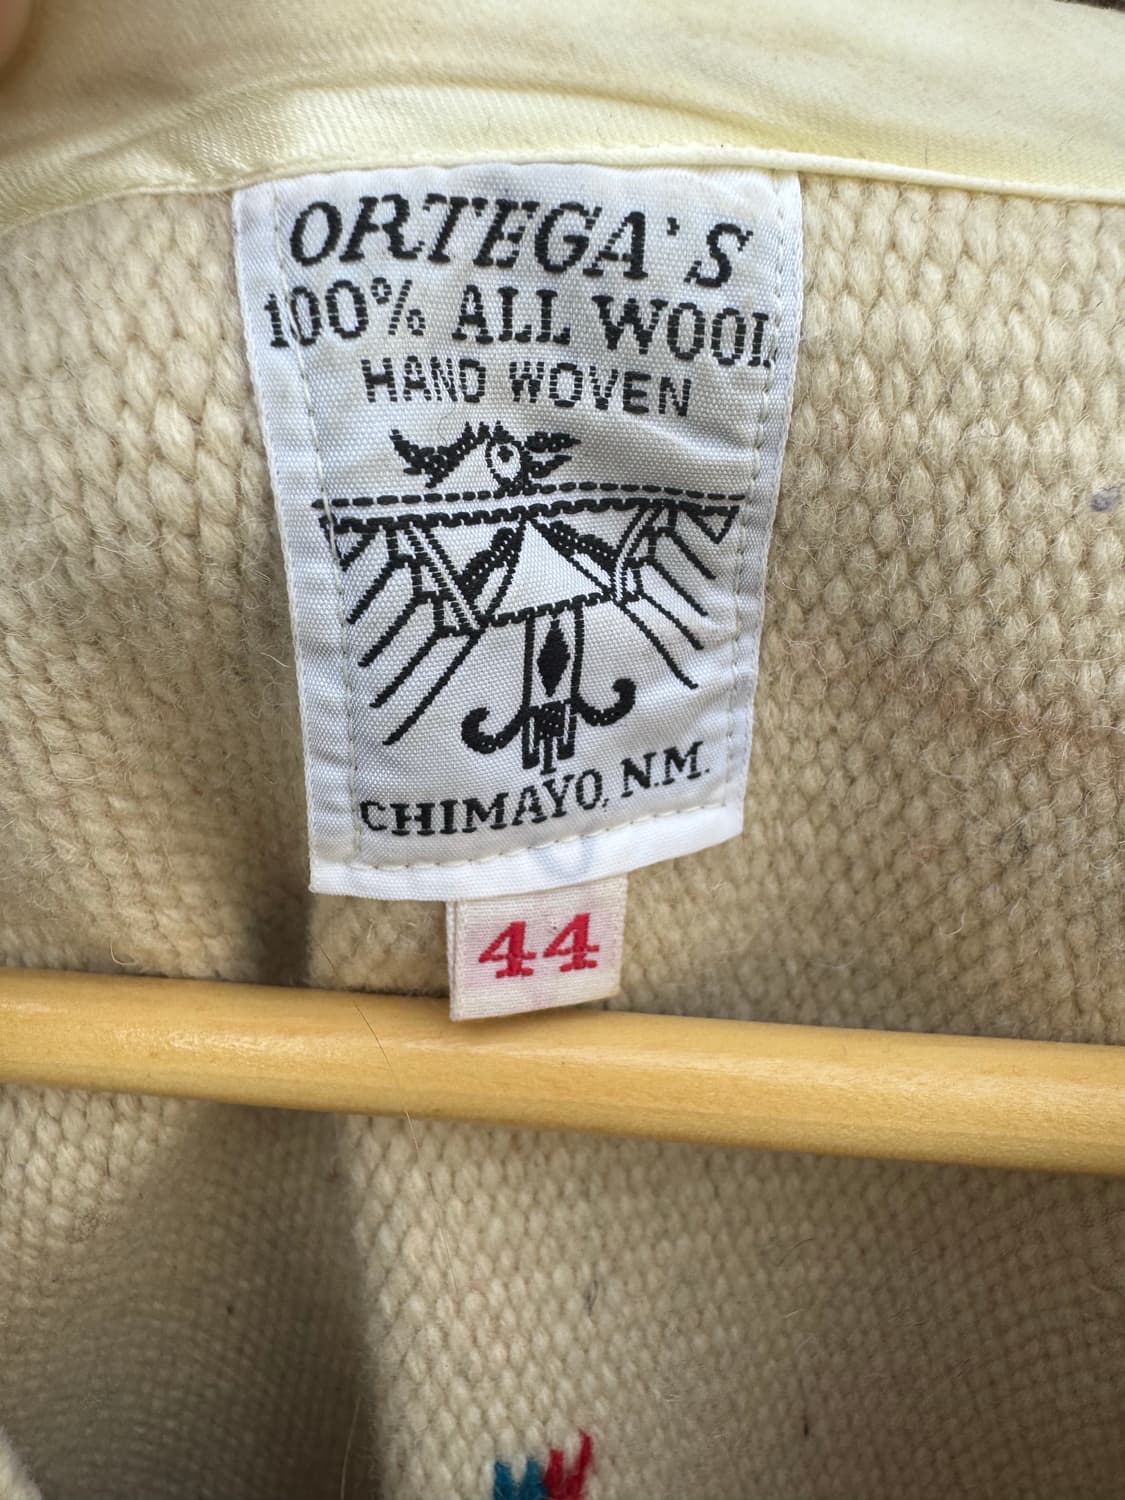 ORTEGA'S
100% ALL WOOL
HAND WOVEN
CHIMAYO, N.M.
44